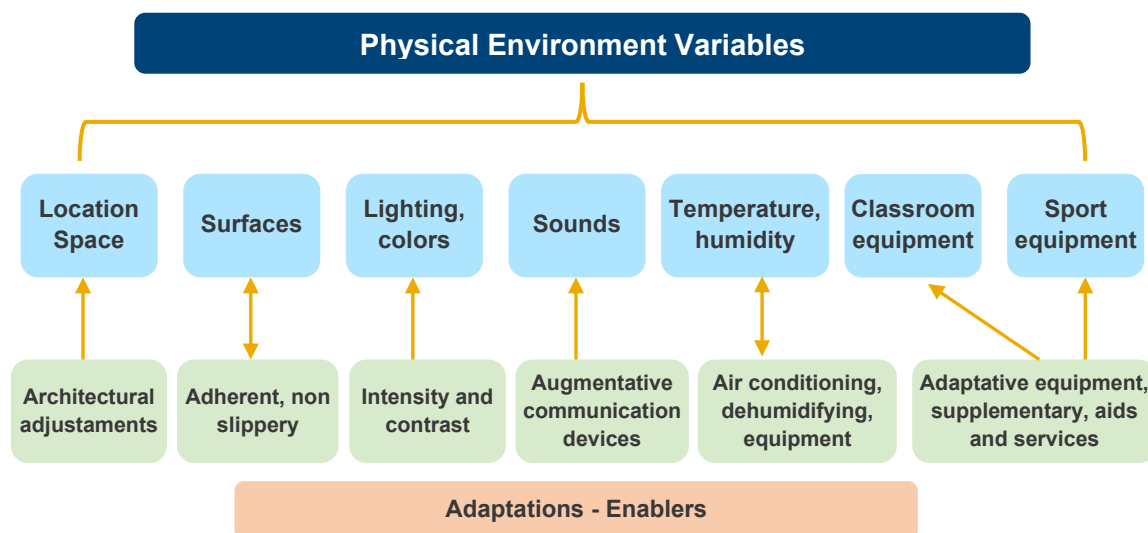 Physical Environment Variables
Location
Space
Surfaces
Lighting,
colors
Sounds
Temperature,
humidity
Classroom
equipment
Sport
equipment
Architectural
adjustaments
Adherent, non
slippery
Intensity and
contrast
Augmentative
communication
devices
Air conditioning,
dehumidifying,
equipment
Adaptative equipment,
supplementary, aids
and services
Adaptations - Enablers